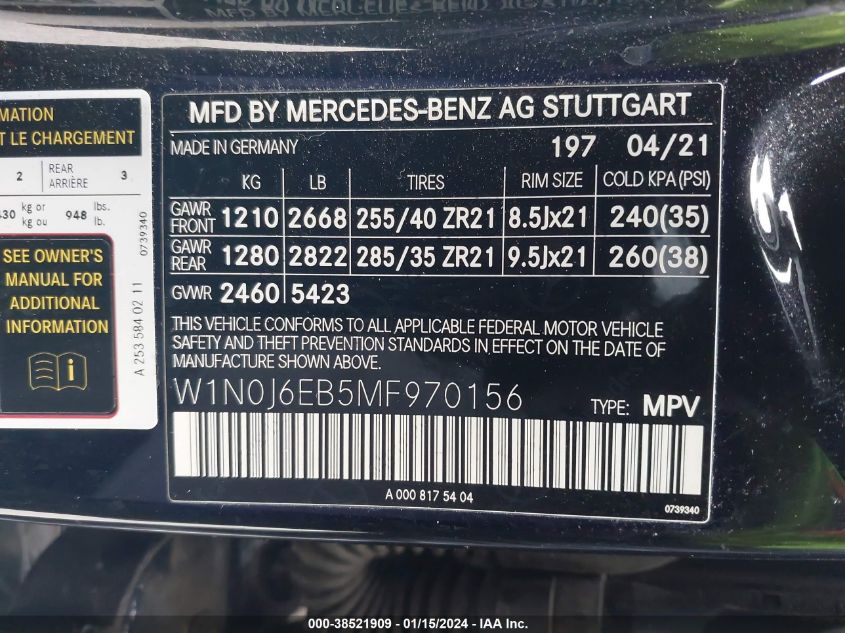 MFD BY MERCEDES-BENZ AG STUTTGART
MADE IN GERMANY 197 04/21
KG LB TIRES RIM SIZE COLD KPA (PSI)
GAWR FRONT 1210 2668 255/40 ZR21 8.5Jx21 240(35)
GAWR REAR 1280 2822 285/35 ZR21 9.5Jx21 260(38)
GVWR 2460 5423
THIS VEHICLE CONFORMS TO ALL APPLICABLE FEDERAL MOTOR VEHICLE
SAFETY AND THEFT PREVENTION STANDARDS IN EFFECT ON THE DATE OF
MANUFACTURE SHOWN ABOVE.
W1N0J6EB5MF970156 TYPE: MPV
A 000 817 54 04
0739340
MATION
T LE CHARGEMENT
2 REAR ARRIÈRE 3
430 kg or kg ou 948 lbs. lb.
SEE OWNER'S
MANUAL FOR
ADDITIONAL
INFORMATION
0739340
A 253 584 02 11
000-38521909 - 01/15/2024 - IAA Inc.